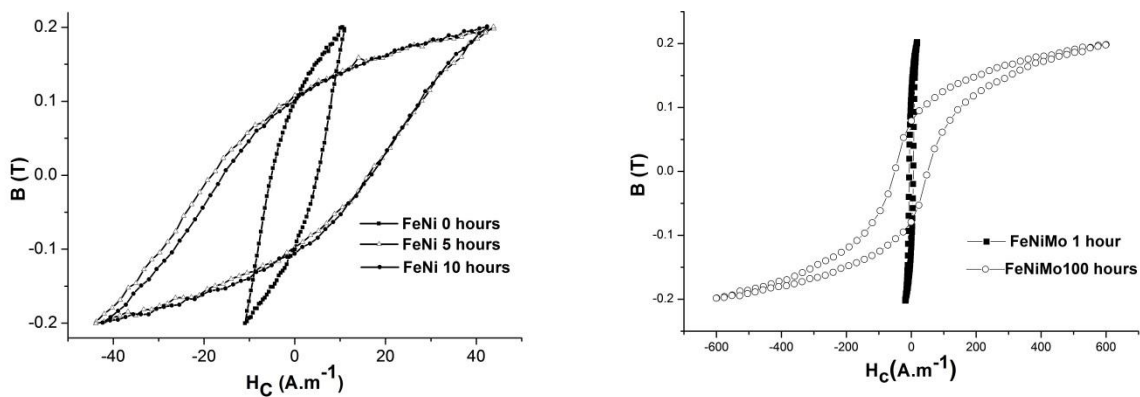 0.2
0.1
0.0
-0.1
-0.2
B (T)
FeNi 0 hours
FeNi 5 hours
FeNi 10 hours
-40 -20 0 20 40
H_C (A.m^-1)
0.2
0.1
0.0
-0.1
-0.2
B (T)
FeNiMo 1 hour
FeNiMo100 hours
-600 -400 -200 0 200 400 600
H_C(A.m^-1)